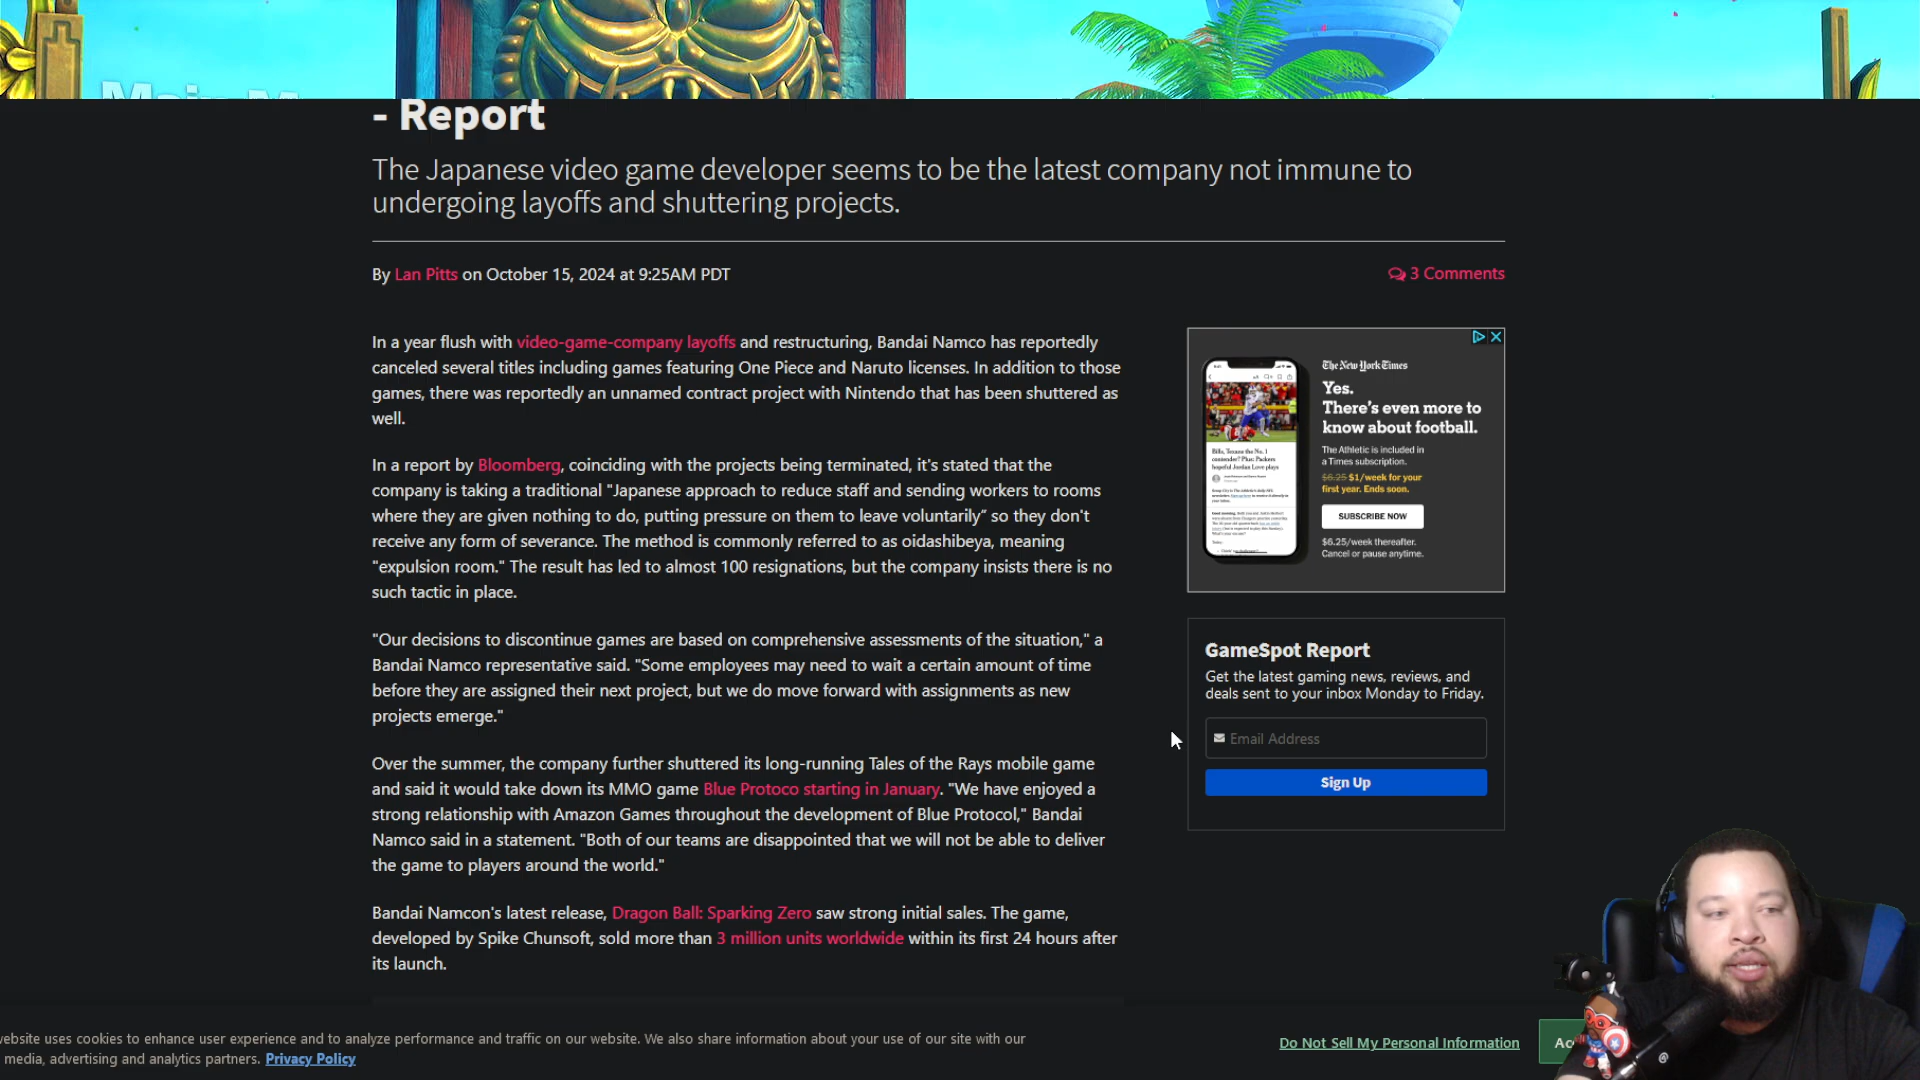 - Report
The Japanese video game developer seems to be the latest company not immune to
undergoing layoffs and shuttering projects.
By Lan Pitts on October 15, 2024 at 9:25AM PDT
3 Comments
In a year flush with video-game-company layoffs and restructuring, Bandai Namco has reportedly
canceled several titles including games featuring One Piece and Naruto licenses. In addition to those
games, there was reportedly an unnamed contract project with Nintendo that has been shuttered as
well.
In a report by Bloomberg, coinciding with the projects being terminated, it's stated that the
company is taking a traditional "Japanese approach to reduce staff and sending workers to rooms
where they are given nothing to do, putting pressure on them to leave voluntarily” so they don't
receive any form of severance. The method is commonly referred to as oidashibeya, meaning
"expulsion room." The result has led to almost 100 resignations, but the company insists there is no
such tactic in place.
"Our decisions to discontinue games are based on comprehensive assessments of the situation," a
Bandai Namco representative said. "Some employees may need to wait a certain amount of time
before they are assigned their next project, but we do move forward with assignments as new
projects emerge."
Over the summer, the company further shuttered its long-running Tales of the Rays mobile game
and said it would take down its MMO game Blue Protoco starting in January. "We have enjoyed a
strong relationship with Amazon Games throughout the development of Blue Protocol," Bandai
Namco said in a statement. "Both of our teams are disappointed that we will not be able to deliver
the game to players around the world."
Bandai Namcon's latest release, Dragon Ball: Sparking Zero saw strong initial sales. The game,
developed by Spike Chunsoft, sold more than 3 million units worldwide within its first 24 hours after
its launch.
The New York Times
Yes.
There's even more to
know about football.
The Athletic is included in
a Times subscription.
$6.25 $1/week for your
first year. Ends soon.
SUBSCRIBE NOW
$6.25/week thereafter.
Cancel or pause anytime.
GameSpot Report
Get the latest gaming news, reviews, and
deals sent to your inbox Monday to Friday.
Email Address
Sign Up
website uses cookies to enhance user experience and to analyze performance and traffic on our website. We also share information about your use of our site with our
media, advertising and analytics partners. Privacy Policy
Do Not Sell My Personal Information